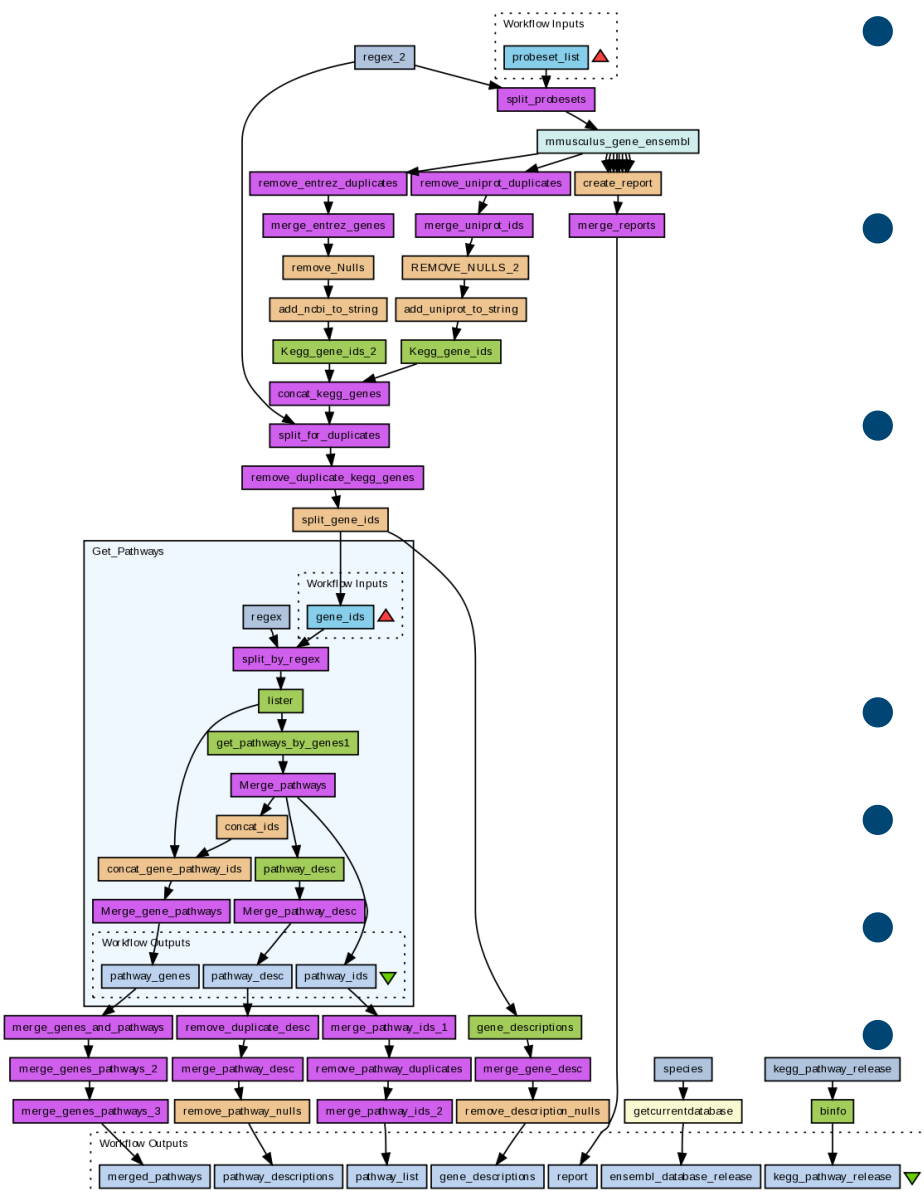 Workflow Inputs
regex_2
probeset_list
split_probesets
mmusculus_gene_ensembl
remove_entrez_duplicates
remove_uniprot_duplicates
create_report
merge_entrez_genes
merge_uniprot_ids
merge_reports
remove_Nulls
REMOVE_NULLS_2
add_ncbi_to_string
add_uniprot_to_string
Kegg_gene_ids_2
Kegg_gene_ids
concat_kegg_genes
split_for_duplicates
remove_duplicate_kegg_genes
split_gene_ids
Get_Pathways
Workflow Inputs
regex
gene_ids
split_by_regex
lister
get_pathways_by_genes1
Merge_pathways
concat_ids
concat_gene_pathway_ids
pathway_desc
Merge_gene_pathways
Merge_pathway_desc
Workflow Outputs
pathway_genes
pathway_desc
pathway_ids
merge_genes_and_pathways
remove_duplicate_desc
merge_pathway_ids_1
gene_descriptions
merge_genes_pathways_2
merge_pathway_desc
remove_pathway_duplicates
merge_gene_desc
species
kegg_pathway_release
merge_genes_pathways_3
remove_pathway_nulls
merge_pathway_ids_2
remove_description_nulls
getcurrentdatabase
binfo
Workflow Outputs
merged_pathways
pathway_descriptions
pathway_list
gene_descriptions
report
ensembl_database_release
kegg_pathway_release